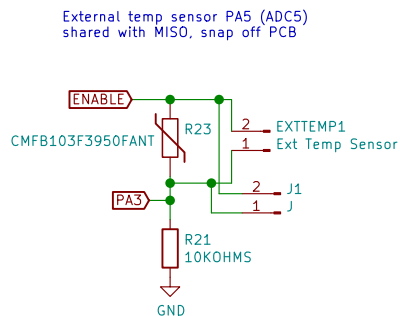 External temp sensor PA5 (ADC5)
shared with MISO, snap off PCB
ENABLE
R23
CMFB103F3950FANT
2
EXTTEMP1
1
Ext Temp Sensor
2
J1
1
J
PA3
R21
10KOHMS
GND